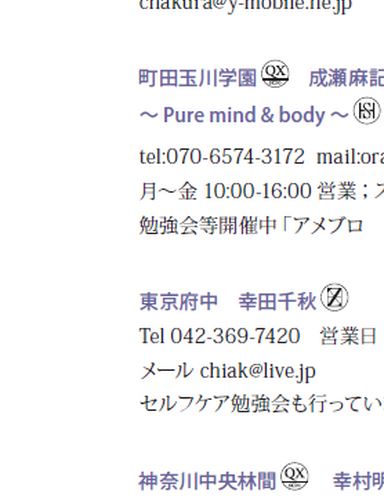 chakura@y-mobile.ne.jp
町田玉川学園 QX 成瀬麻記
～ Pure mind & body ～
tel:070-6574-3172 mail:ora
月～金 10:00-16:00 営業；ス
勉強会等開催中「アメブロ
東京府中 幸田千秋 Z
Tel 042-369-7420 営業日
メール chiak@live.jp
セルフケア勉強会も行ってい
神奈川中央林間 QX 幸村明